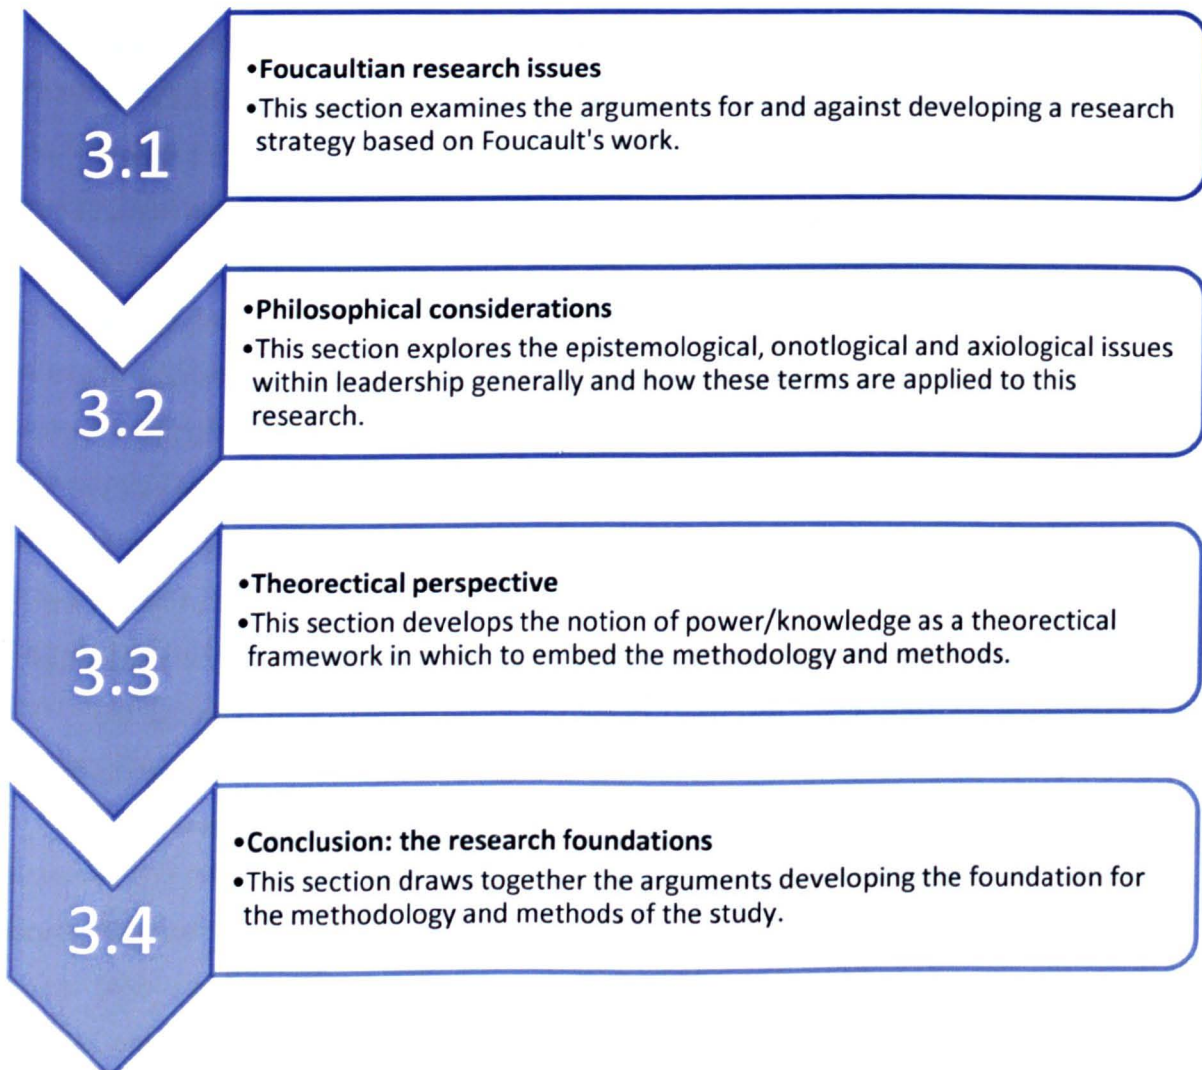 3.1
•Foucaultian research issues
•This section examines the arguments for and against developing a research
strategy based on Foucault's work.
3.2
•Philosophical considerations
•This section explores the epistemological, onotlogical and axiological issues
within leadership generally and how these terms are applied to this
research.
3.3
•Theorectical perspective
•This section develops the notion of power/knowledge as a theorectical
framework in which to embed the methodology and methods.
3.4
•Conclusion: the research foundations
•This section draws together the arguments developing the foundation for
the methodology and methods of the study.